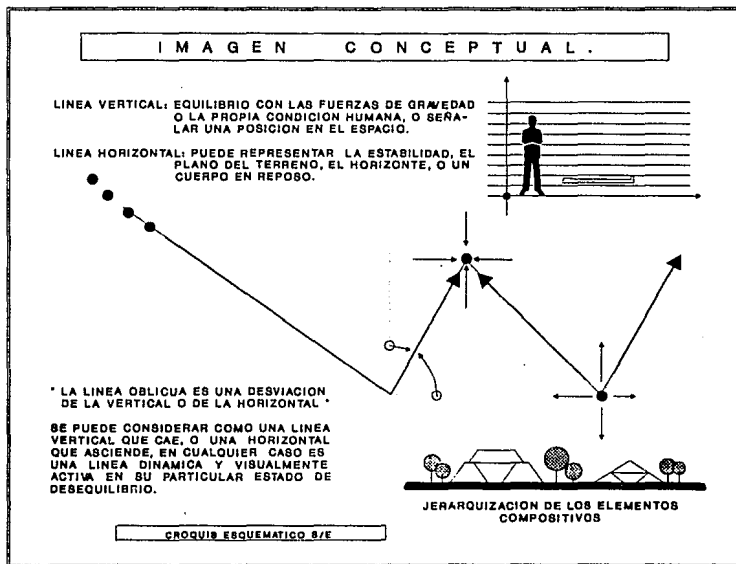 IMAGEN CONCEPTUAL.
LINEA VERTICAL: EQUILIBRIO CON LAS FUERZAS DE GRAVEDAD
O LA PROPIA CONDICION HUMANA, O SEÑA-
LAR UNA POSICION EN EL ESPACIO.
LINEA HORIZONTAL: PUEDE REPRESENTAR LA ESTABILIDAD, EL
PLANO DEL TERRENO, EL HORIZONTE, O UN
CUERPO EN REPOSO.
" LA LINEA OBLICUA ES UNA DESVIACION
DE LA VERTICAL O DE LA HORIZONTAL "
SE PUEDE CONSIDERAR COMO UNA LINEA
VERTICAL QUE CAE, O UNA HORIZONTAL
QUE ASCIENDE, EN CUALQUIER CASO ES
UNA LINEA DINAMICA Y VISUALMENTE
ACTIVA EN SU PARTICULAR ESTADO DE
DESEQUILIBRIO.
JERARQUIZACION DE LOS ELEMENTOS
COMPOSITIVOS
CROQUIS ESQUEMATICO S/E